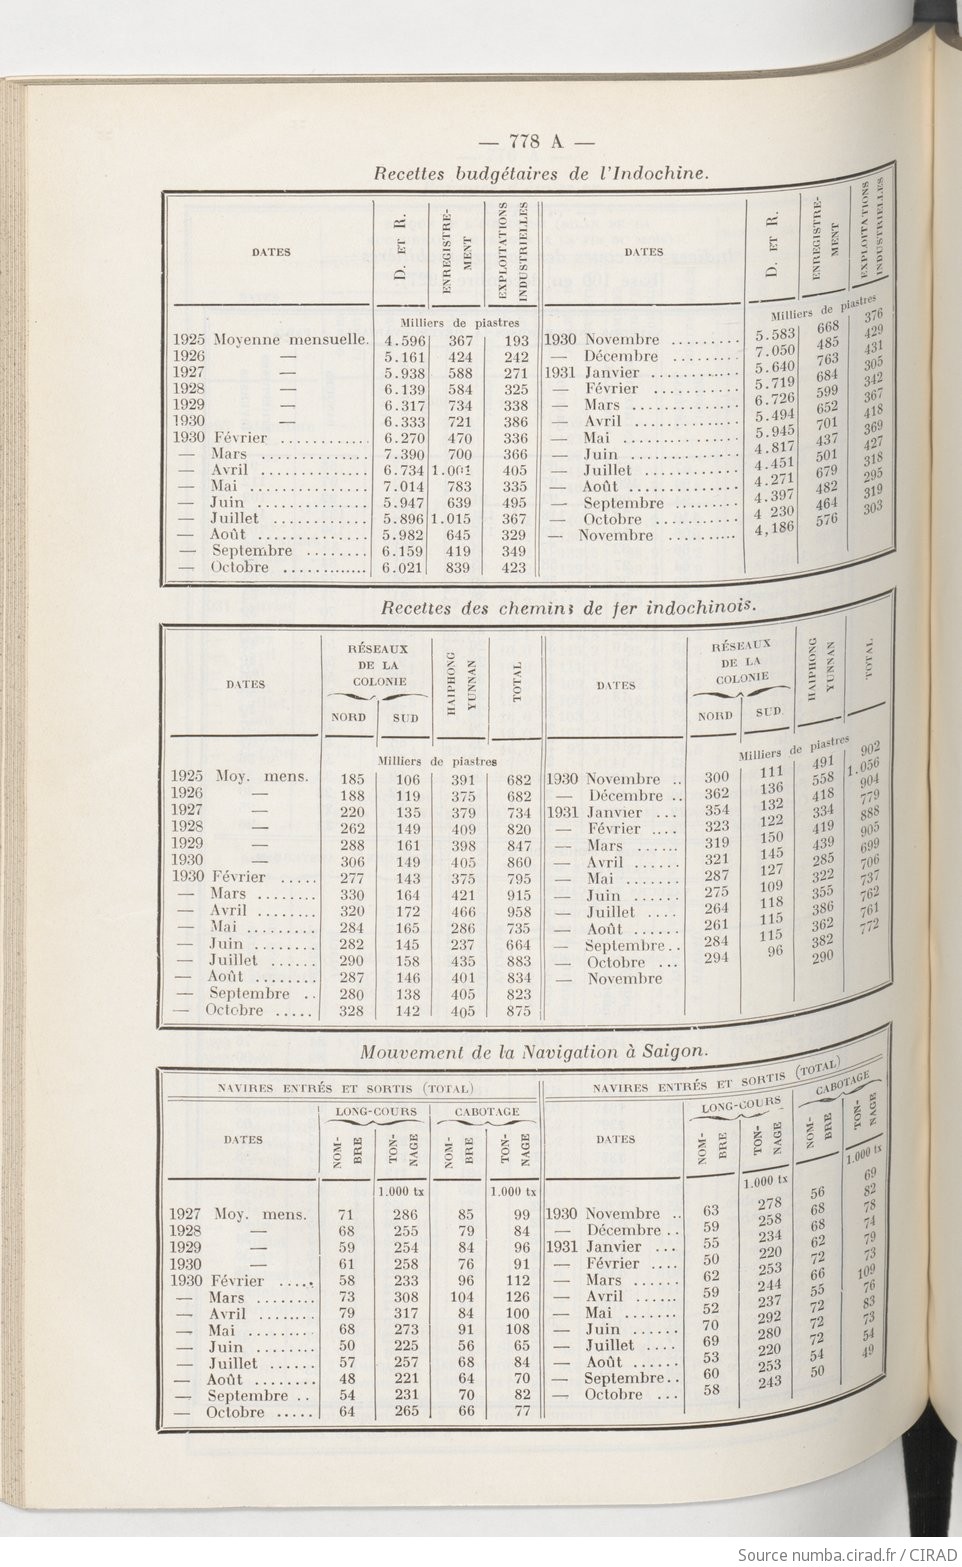 — 778 A —
Recettes budgétaires de l'Indochine.
DATES D. ET R. ENREGISTRE-MENT EXPLOITATIONS INDUSTRIELLES DATES D. ET R. ENREGISTRE-MENT EXPLOITATIONS INDUSTRIELLES
Milliers de piastres Milliers de piastres
1925 Moyenne mensuelle. 4.596 367 193 1930 Novembre ......... 5.583 668 376
1926 — 5.161 424 242 — Décembre ......... 7.050 485 429
1927 — 5.938 588 271 1931 Janvier ............ 5.640 763 431
1928 — 6.139 584 325 — Février ........... 5.719 684 305
1929 — 6.317 734 338 — Mars .............. 6.726 599 342
1930 — 6.333 721 386 — Avril .............. 5.494 652 367
1930 Février ............ 6.270 470 336 — Mai ............... 5.945 701 418
— Mars .............. 7.390 700 366 — Juin .............. 4.817 437 369
— Avril .............. 6.734 1.001 405 — Juillet ............ 4.451 501 427
— Mai ............... 7.014 783 335 — Août .............. 4.271 679 318
— Juin .............. 5.947 639 495 — Septembre ......... 4.397 482 295
— Juillet ............ 5.896 1.015 367 — Octobre ........... 4 230 464 319
— Août .............. 5.982 645 329 — Novembre .......... 4,186 576 303
— Septembre ........ 6.159 419 349
— Octobre ............ 6.021 839 423
Recettes des chemins de fer indochinois.
DATES RÉSEAUX DE LA COLONIE NORD SUD HAIPHONG YUNNAN TOTAL DATES RÉSEAUX DE LA COLONIE NORD SUD. HAIPHONG YUNNAN TOTAL
Milliers de piastres Milliers de piastres
1925 Moy. mens. 185 106 391 682 1930 Novembre .. 300 111 491 902
1926 — 188 119 375 682 — Décembre .. 362 136 558 1.056
1927 — 220 135 379 734 1931 Janvier ... 354 132 418 904
1928 — 262 149 409 820 — Février .... 323 122 334 779
1929 — 288 161 398 847 — Mars ...... 319 150 419 888
1930 — 306 149 405 860 — Avril ...... 321 145 439 905
1930 Février ..... 277 143 375 795 — Mai ....... 287 127 285 699
— Mars ........ 330 164 421 915 — Juin ...... 275 109 322 706
— Avril ........ 320 172 466 958 — Juillet .... 264 118 355 737
— Mai ......... 284 165 286 735 — Août ...... 261 115 386 762
— Juin ........ 282 145 237 664 — Septembre.. 284 115 362 761
— Juillet ...... 290 158 435 883 — Octobre ... 294 96 382 772
— Août ........ 287 146 401 834 — Novembre 290
— Septembre .. 280 138 405 823
— Octobre ..... 328 142 405 875
Mouvement de la Navigation à Saigon.
NAVIRES ENTRÉS ET SORTIS (TOTAL) NAVIRES ENTRÉS ET SORTIS (TOTAL)
DATES LONG-COURS NOM-BRE TON-NAGE CABOTAGE NOM-BRE TON-NAGE DATES LONG-COURS NOM-BRE TON-NAGE CABOTAGE NOM-BRE TON-NAGE
1.000 tx 1.000 tx 1.000 tx 1.000 tx
1927 Moy. mens. 71 286 85 99 1930 Novembre .. 63 278 56 69
1928 — 68 255 79 84 — Décembre .. 59 258 68 82
1929 — 59 254 84 96 1931 Janvier ... 55 234 68 78
1930 — 61 258 76 91 — Février .... 50 220 62 74
1930 Février ..... 58 233 96 112 — Mars ...... 62 253 72 79
— Mars ........ 73 308 104 126 — Avril ...... 59 244 66 73
— Avril ........ 79 317 84 100 — Mai ....... 52 237 55 109
— Mai ......... 68 273 91 108 — Juin ...... 70 292 72 76
— Juin ........ 50 225 56 65 — Juillet .... 69 280 72 83
— Juillet ...... 57 257 68 84 — Août ...... 53 220 72 73
— Août ........ 48 221 64 70 — Septembre.. 60 253 54 54
— Septembre .. 54 231 70 82 — Octobre ... 58 243 50 49
— Octobre ..... 64 265 66 77
Source numba.cirad.fr / CIRAD